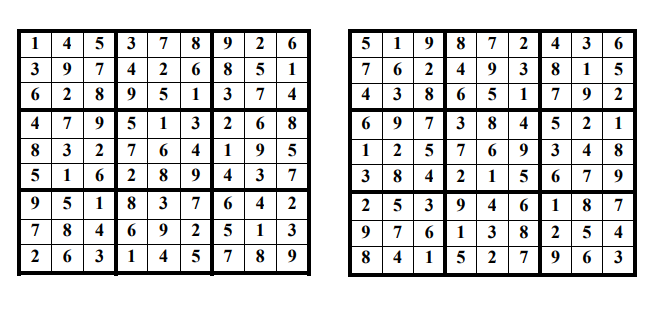 1 4 5 3 7 8 9 2 6
3 9 7 4 2 6 8 5 1
6 2 8 9 5 1 3 7 4
4 7 9 5 1 3 2 6 8
8 3 2 7 6 4 1 9 5
5 1 6 2 8 9 4 3 7
9 5 1 8 3 7 6 4 2
7 8 4 6 9 2 5 1 3
2 6 3 1 4 5 7 8 9
5 1 9 8 7 2 4 3 6
7 6 2 4 9 3 8 1 5
4 3 8 6 5 1 7 9 2
6 9 7 3 8 4 5 2 1
1 2 5 7 6 9 3 4 8
3 8 4 2 1 5 6 7 9
2 5 3 9 4 6 1 8 7
9 7 6 1 3 8 2 5 4
8 4 1 5 2 7 9 6 3